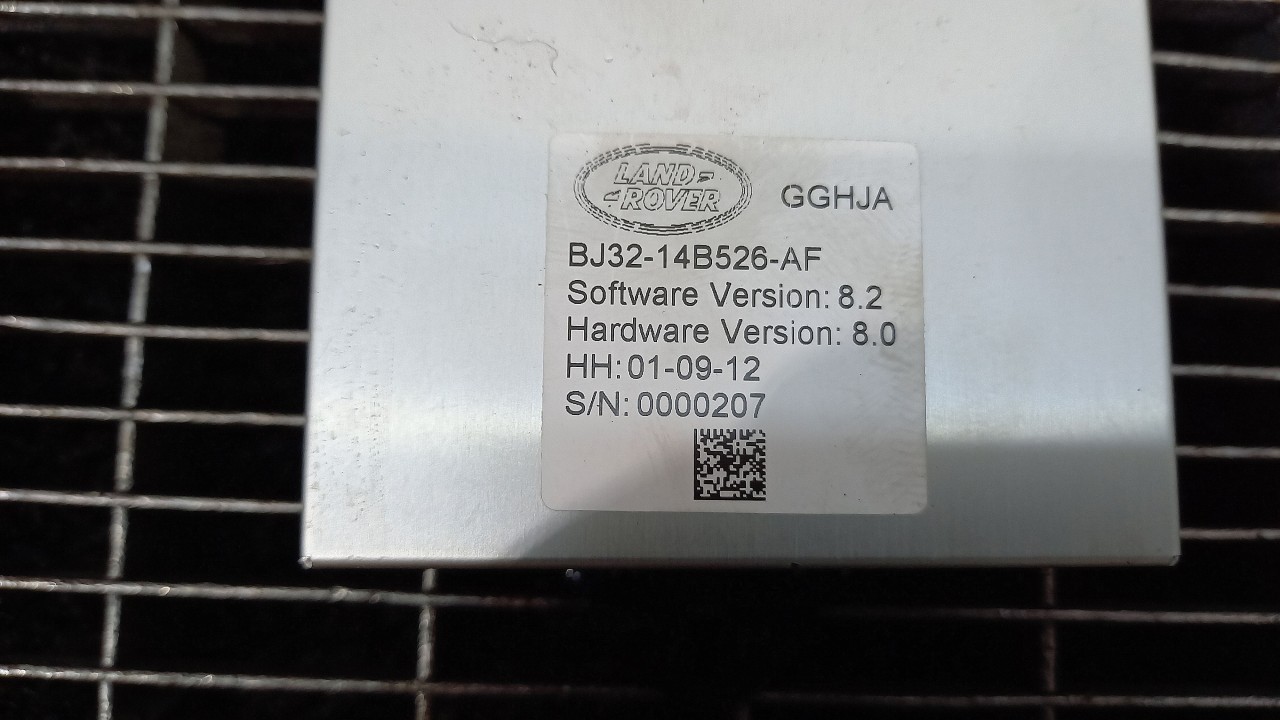 LAND
ROVER
GGHJA
BJ32-14B526-AF
Software Version: 8.2
Hardware Version: 8.0
HH: 01-09-12
S/N: 0000207